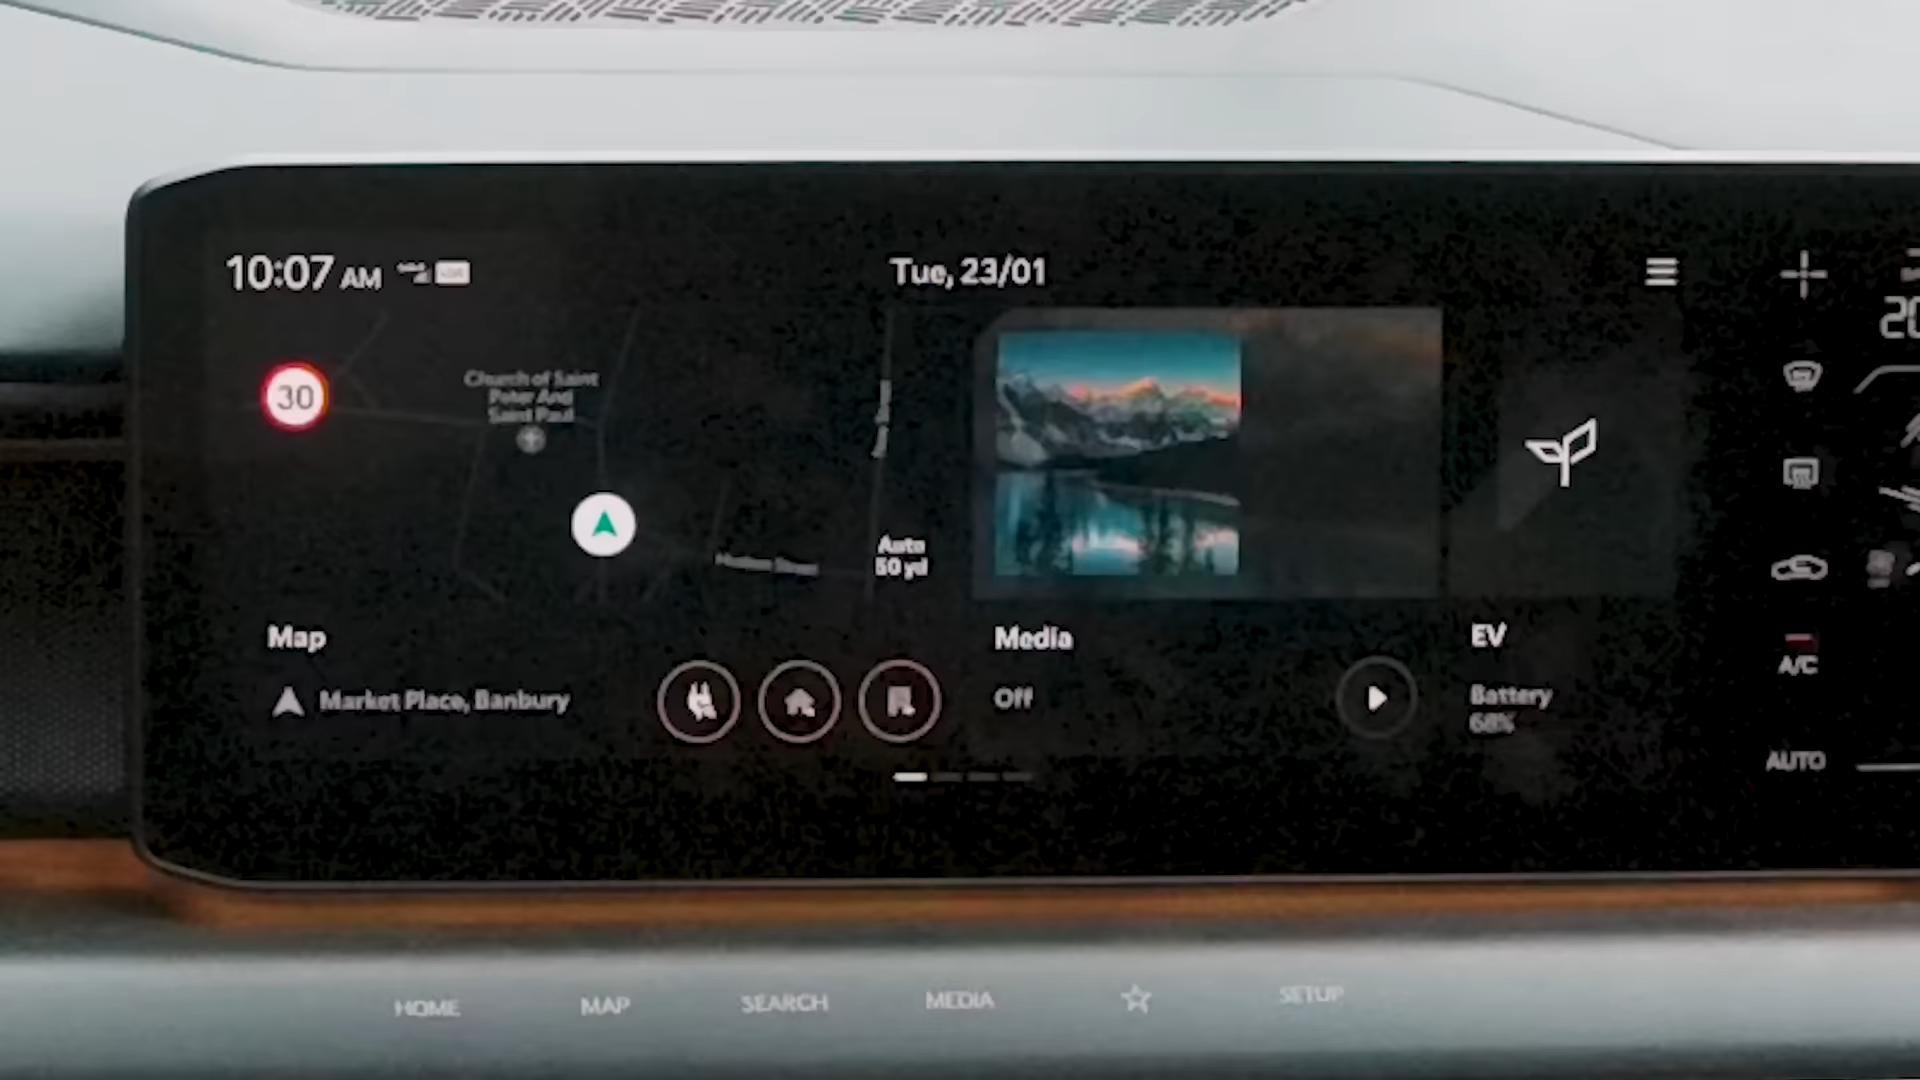 10:07 AM
Tue, 23/01
20
30
Church of Saint
Peter And
Saint Paul
Auto
50 yd
Map
Market Place, Banbury
Media
Off
EV
Battery
68%
A/C
AUTO
HOME
MAP
SEARCH
MEDIA
SETUP